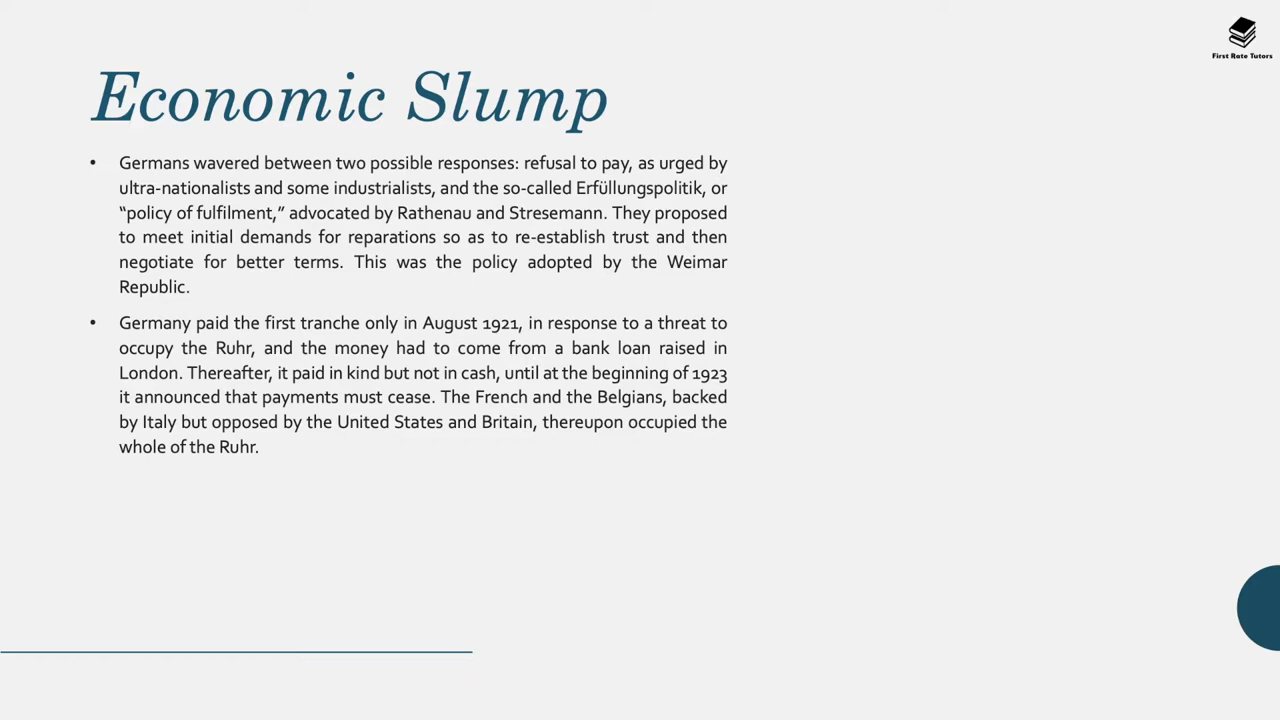 First Rate Tutors
Economic Slump
• Germans wavered between two possible responses: refusal to pay, as urged by
ultra-nationalists and some industrialists, and the so-called Erfüllungspolitik, or
“policy of fulfilment,” advocated by Rathenau and Stresemann. They proposed
to meet initial demands for reparations so as to re-establish trust and then
negotiate for better terms. This was the policy adopted by the Weimar
Republic.
• Germany paid the first tranche only in August 1921, in response to a threat to
occupy the Ruhr, and the money had to come from a bank loan raised in
London. Thereafter, it paid in kind but not in cash, until at the beginning of 1923
it announced that payments must cease. The French and the Belgians, backed
by Italy but opposed by the United States and Britain, thereupon occupied the
whole of the Ruhr.